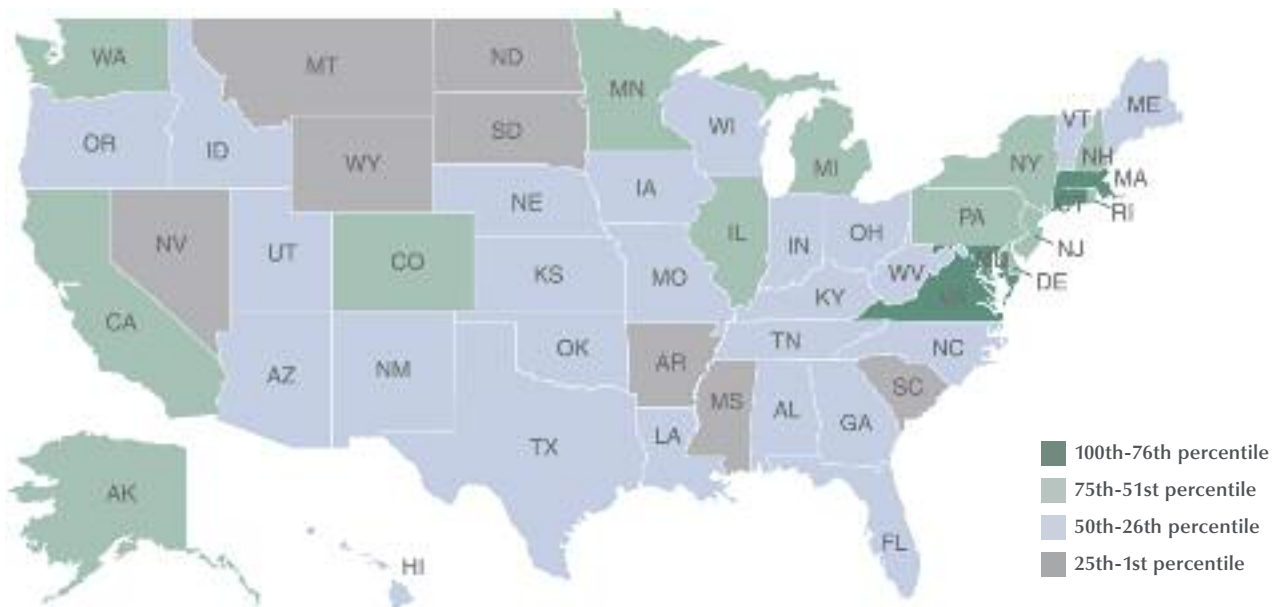 WA
MT
ND
MN
ME
VT
OR
ID
SD
WI
NY
NH
WY
MI
MA
RI
IA
NE
PA
CT
NV
UT
CO
IL
IN
OH
NJ
KS
MO
WV
MD
DE
KY
VA
CA
TN
NC
AZ
NM
OK
AR
SC
MS
AL
GA
TX
LA
AK
FL
HI
100th-76th percentile
75th-51st percentile
50th-26th percentile
25th-1st percentile